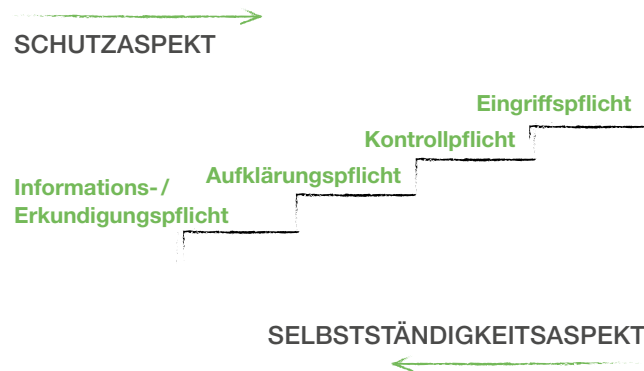 SCHUTZASPEKT
Eingriffspflicht
Kontrollpflicht
Aufklärungspflicht
Informations-/
Erkundigungspflicht
SELBSTSTÄNDIGKEITSASPEKT